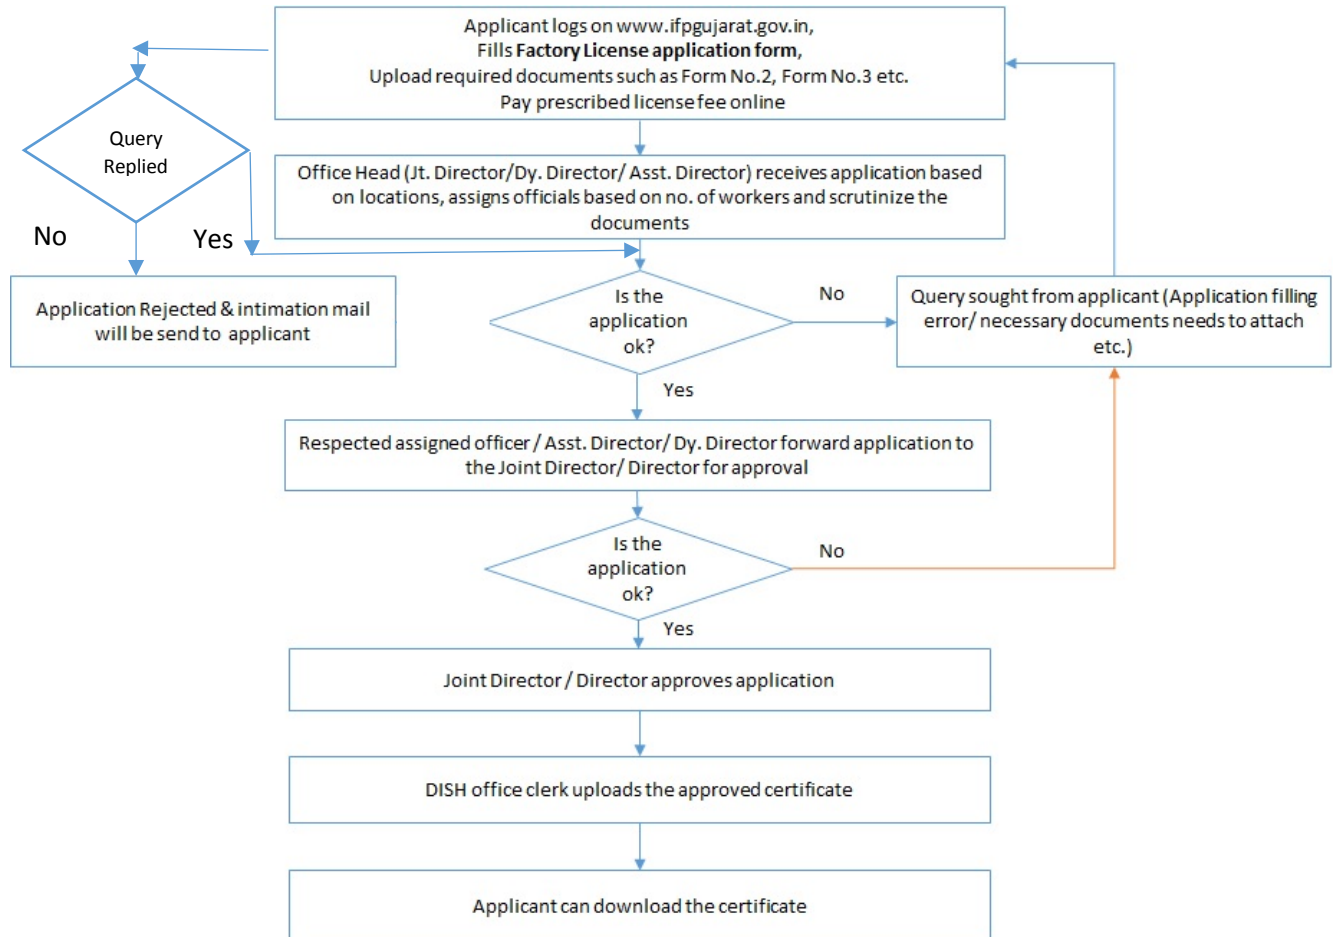 Applicant logs on www.ifpgujarat.gov.in,
Fills Factory License application form,
Upload required documents such as Form No.2, Form No.3 etc.
Pay prescribed license fee online
Query
Replied
Office Head (Jt. Director/Dy. Director/ Asst. Director) receives application based
on locations, assigns officials based on no. of workers and scrutinize the
documents
No
Yes
Application Rejected & intimation mail
will be send to applicant
Is the
application
ok?
No
Query sought from applicant (Application filling
error/ necessary documents needs to attach
etc.)
Yes
Respected assigned officer / Asst. Director/ Dy. Director forward application to
the Joint Director/ Director for approval
Is the
application
ok?
No
Yes
Joint Director / Director approves application
DISH office clerk uploads the approved certificate
Applicant can download the certificate